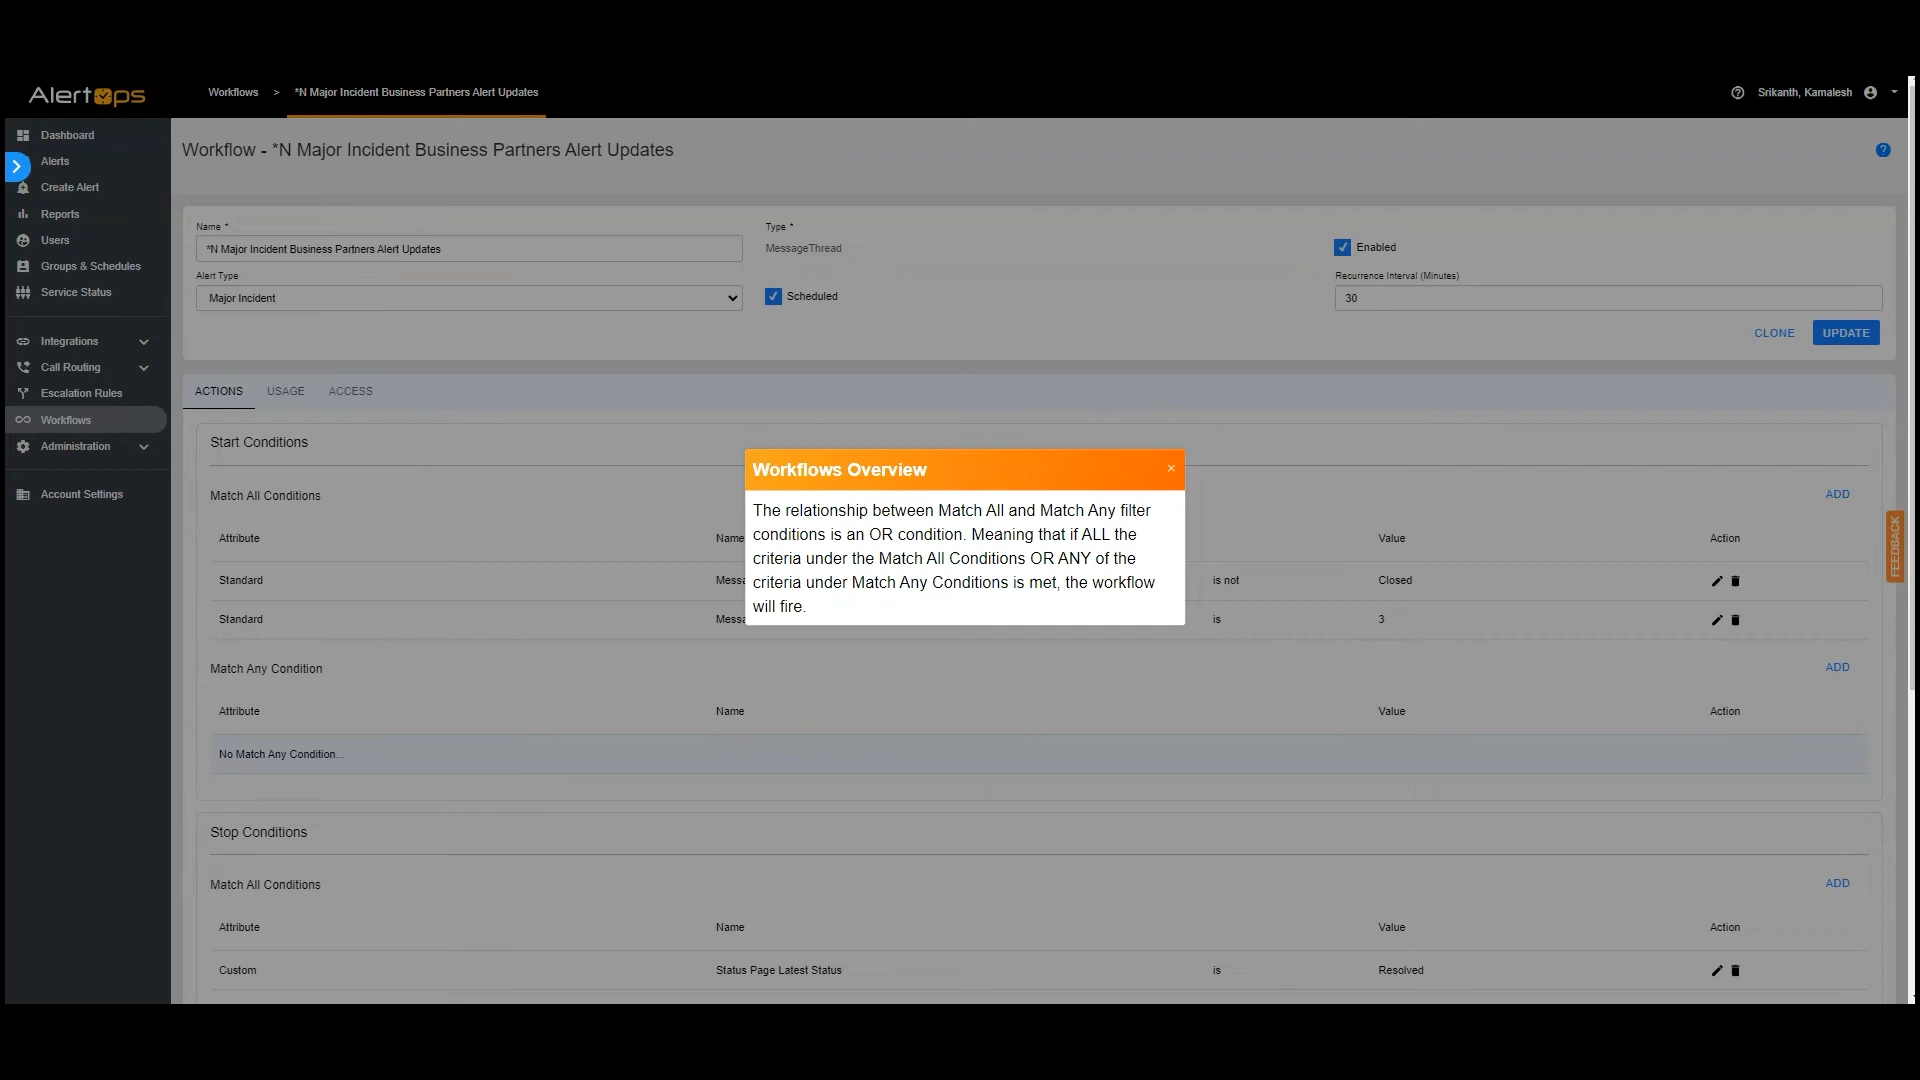 AlertOps
Workflows > *N Major Incident Business Partners Alert Updates
Srikanth, Kamalesh
Dashboard
Alerts
Create Alert
Reports
Users
Groups & Schedules
Service Status
Integrations
Call Routing
Escalation Rules
Workflows
Administration
Account Settings
Workflow - *N Major Incident Business Partners Alert Updates
Name * Type *
*N Major Incident Business Partners Alert Updates MessageThread Enabled
Alert Type Recurrence Interval (Minutes)
Major Incident Scheduled 30
CLONE UPDATE
ACTIONS USAGE ACCESS
Start Conditions
Match All Conditions ADD
Attribute Name Value Action
Standard Messa is not Closed
Standard Messa is 3
Match Any Condition ADD
Attribute Name Value Action
No Match Any Condition...
Stop Conditions
Match All Conditions ADD
Attribute Name Value Action
Custom Status Page Latest Status is Resolved
Workflows Overview ×
The relationship between Match All and Match Any filter
conditions is an OR condition. Meaning that if ALL the
criteria under the Match All Conditions OR ANY of the
criteria under Match Any Conditions is met, the workflow
will fire.
FEEDBACK